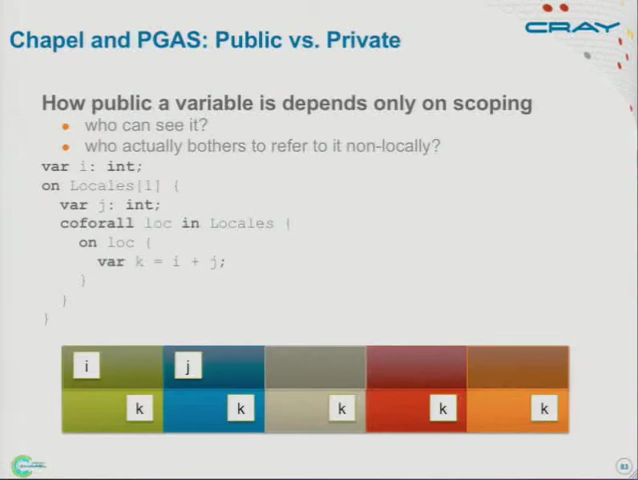 CRAY
Chapel and PGAS: Public vs. Private
How public a variable is depends only on scoping
• who can see it?
• who actually bothers to refer to it non-locally?
var i: int;
on Locales[1] {
var j: int;
coforall loc in Locales {
on loc {
var k = i + j;
}
}
}
i j
k k k k k
CHAPEL
83